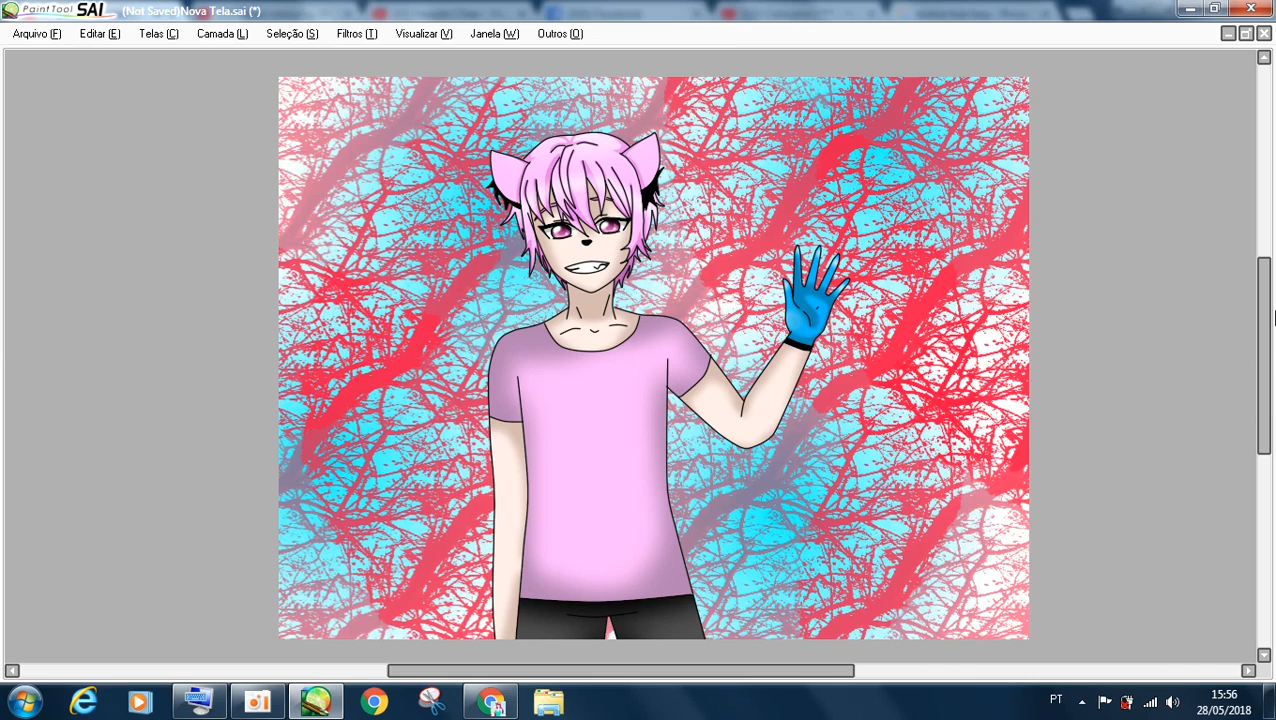 PaintTool SAI (Not Saved)Nova Tela.sai (*)
Arquivo (F) Editar (E) Telas (C) Camada (L) Seleção (S) Filtros (T) Visualizar (V) Janela (W) Outros (O)
PT 15:56
28/05/2018